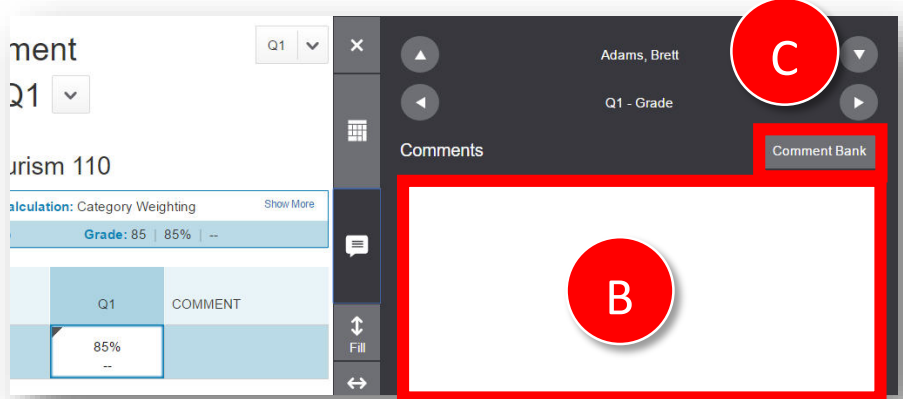 ment
Q1
Q1
urism 110
alculation: Category Weighting Show More
Grade: 85 | 85% | --
Q1 COMMENT
85%
--
Fill
Adams, Brett
Q1 - Grade
Comments
Comment Bank
C
B